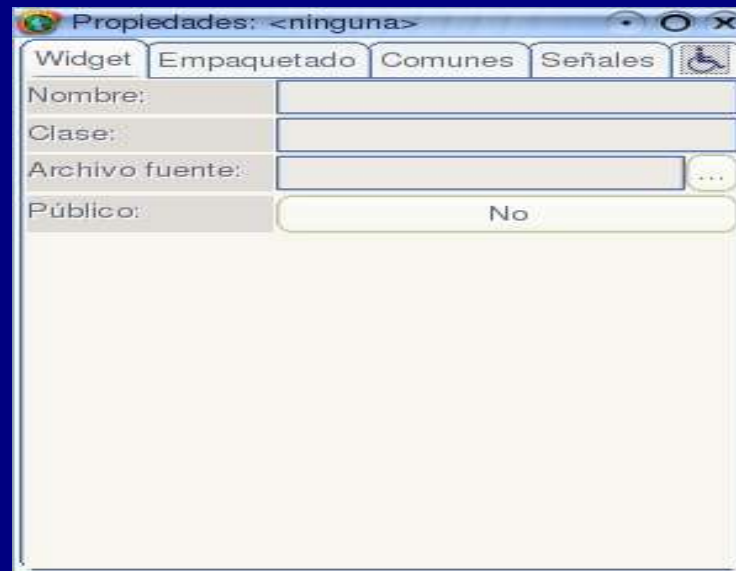 Propiedades: <ninguna>
Widget Empaquetado Comunes Señales
Nombre:
Clase:
Archivo fuente: ...
Público: No